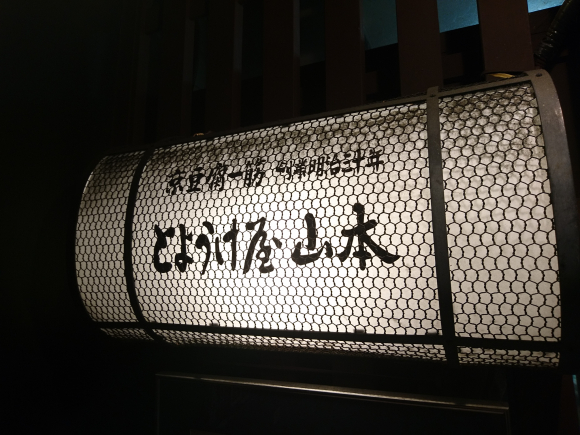 京豆腐一筋 創業明治三十年
とようけ屋山本